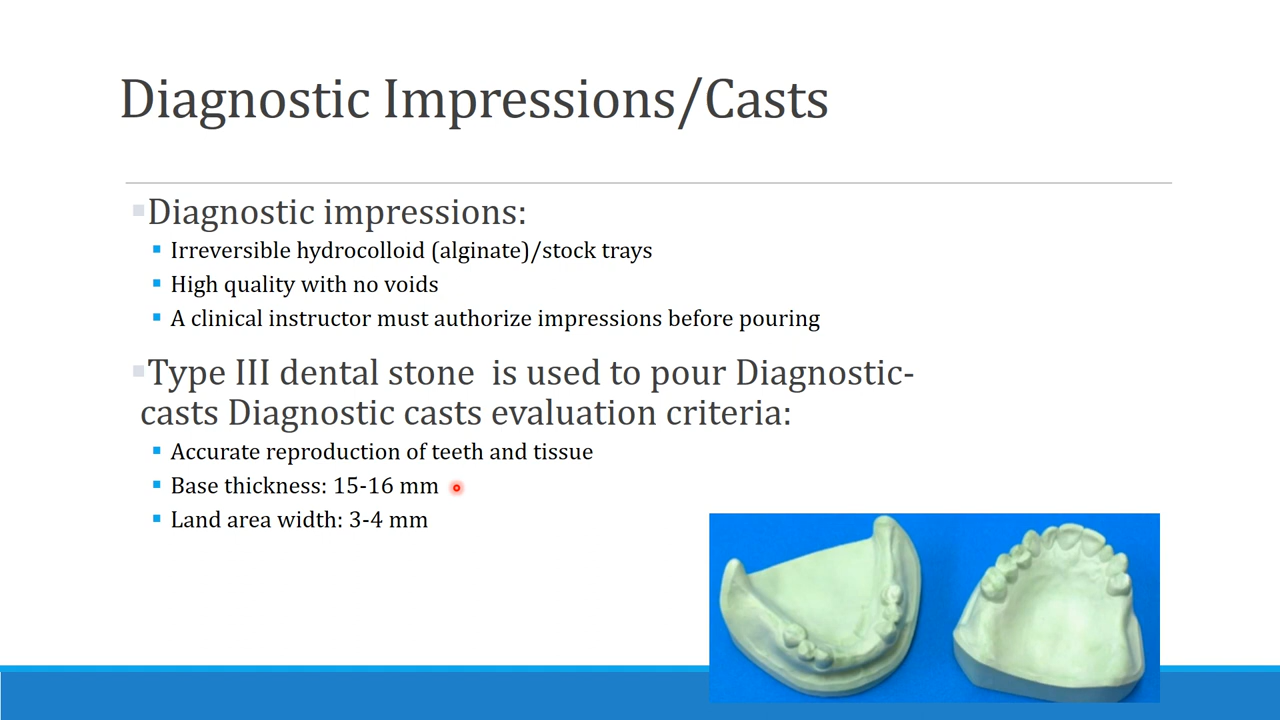 Diagnostic Impressions/Casts
Diagnostic impressions:
Irreversible hydrocolloid (alginate)/stock trays
High quality with no voids
A clinical instructor must authorize impressions before pouring
Type III dental stone  is used to pour Diagnostic-
casts Diagnostic casts evaluation criteria:
Accurate reproduction of teeth and tissue
Base thickness: 15-16 mm
Land area width: 3-4 mm